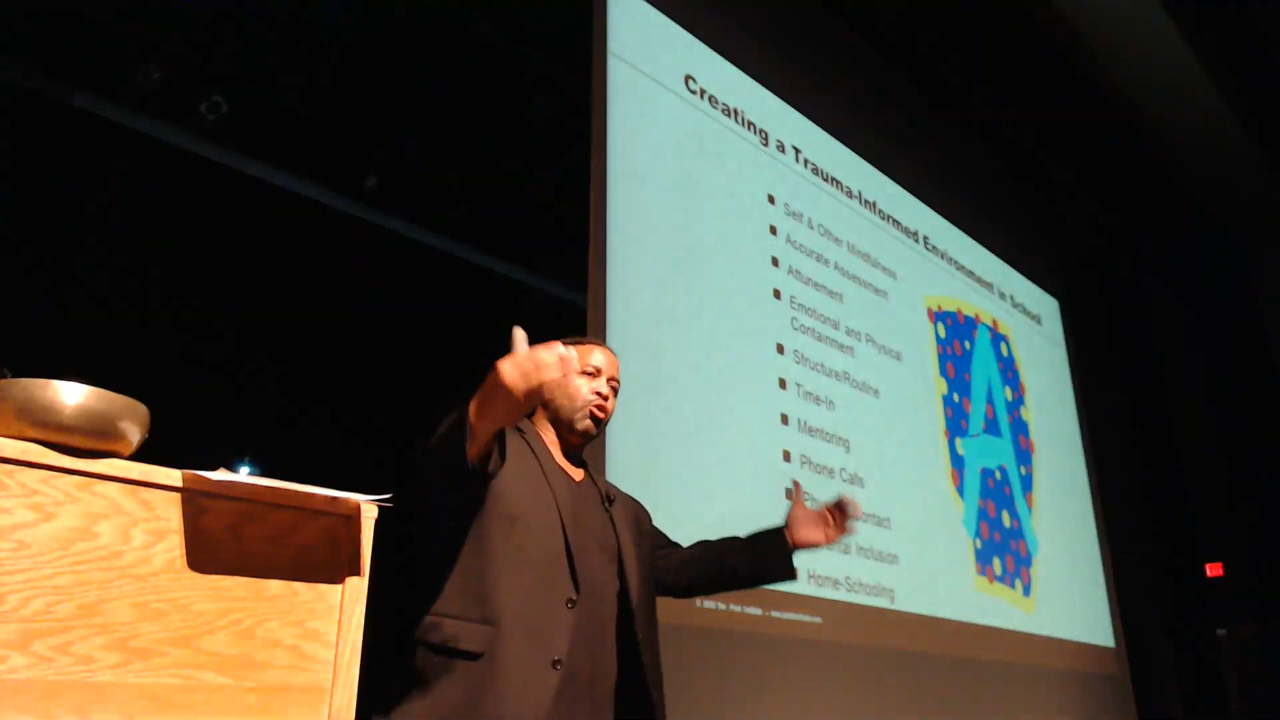 Creating a Trauma-Informed Environment in School
Self & Other Mindfulness
Accurate Assessment
Attunement
Emotional and Physical
Containment
Structure/Routine
Time-In
Mentoring
Phone Calls
Inclusion
Home-Schooling
A